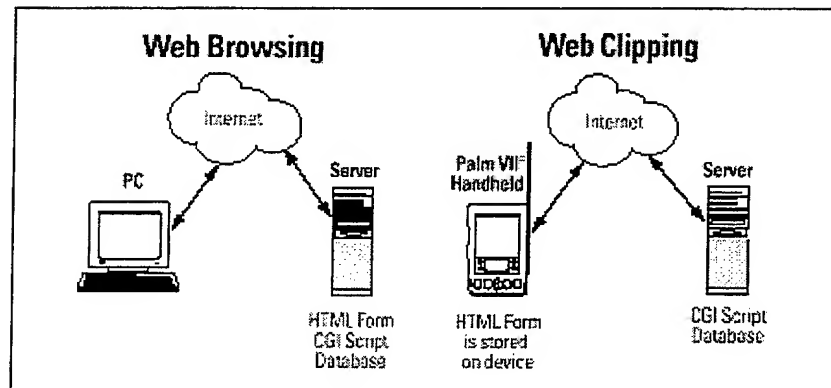 Web Browsing
Internet
PC
Server
HTML Form
CGI Script
Database
Web Clipping
Internet
Palm VII
Handheld
Server
HTML Form
is stored
on device
CGI Script
Database